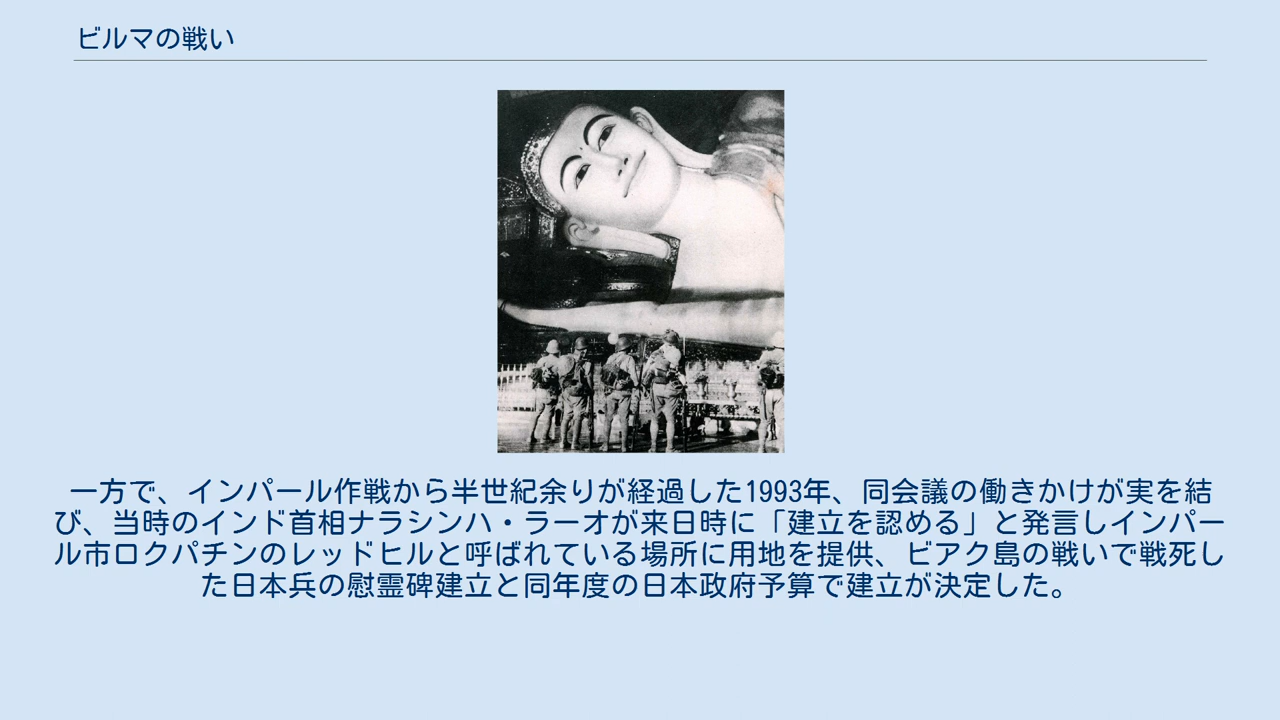 ビルマの戦い
一方で、インパール作戦から半世紀余りが経過した1993年、同会議の働きかけが実を結
び、当時のインド首相ナラシンハ・ラーオが来日時に「建立を認める」と発言しインパー
ル市ロクパチンのレッドヒルと呼ばれている場所に用地を提供、ビアク島の戦いで戦死し
た日本兵の慰霊碑建立と同年度の日本政府予算で建立が決定した。